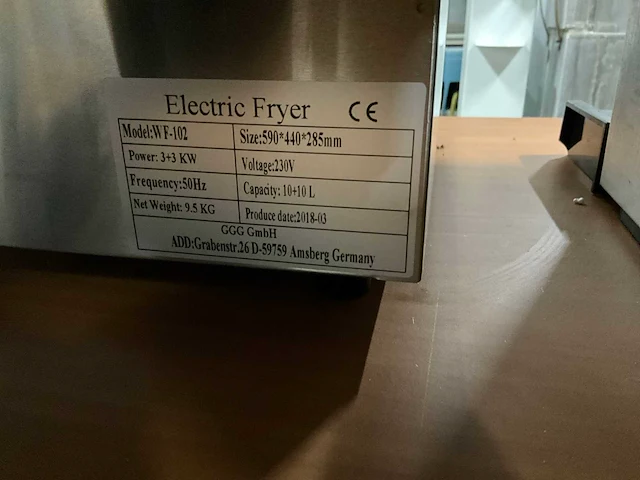 Electric Fryer CE
Model:WF-102 Size:590*440*285mm
Power: 3+3 KW Voltage:230V
Frequency:50Hz Capacity: 10+10 L
Net Weight: 9.5 KG Produce date:2018-03
GGG GmbH
ADD:Grabenstr.26 D-59759 Amsberg Germany